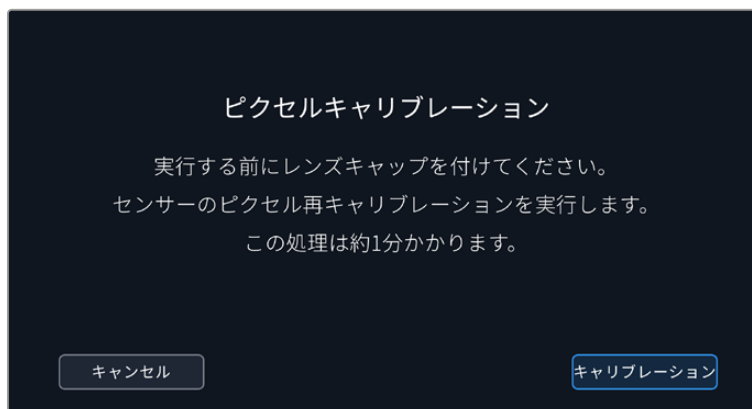 ピクセルキャリブレーション
実行する前にレンズキャップを付けてください。
センサーのピクセル再キャリブレーションを実行します。
この処理は約1分かかります。
キャンセル
キャリブレーション